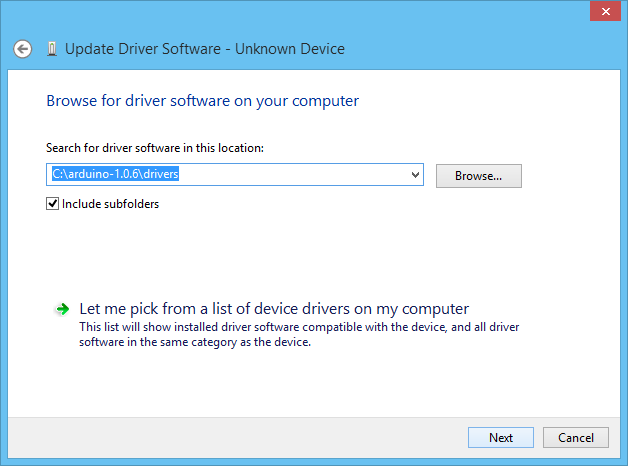 Update Driver Software - Unknown Device
Browse for driver software on your computer
Search for driver software in this location:
C:\arduino-1.0.6\drivers
Browse...
Include subfolders
Let me pick from a list of device drivers on my computer
This list will show installed driver software compatible with the device, and all driver
software in the same category as the device.
Next
Cancel